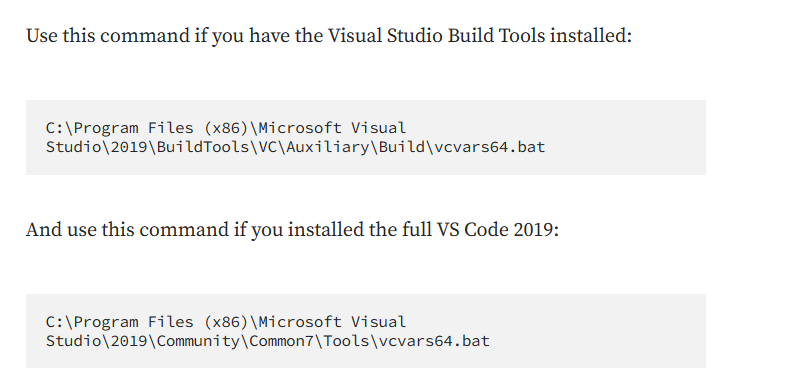 Use this command if you have the Visual Studio Build Tools installed:
C:\Program Files (x86)\Microsoft Visual
Studio\2019\BuildTools\VC\Auxiliary\Build\vcvars64.bat
And use this command if you installed the full VS Code 2019:
C:\Program Files (x86)\Microsoft Visual
Studio\2019\Community\Common7\Tools\vcvars64.bat